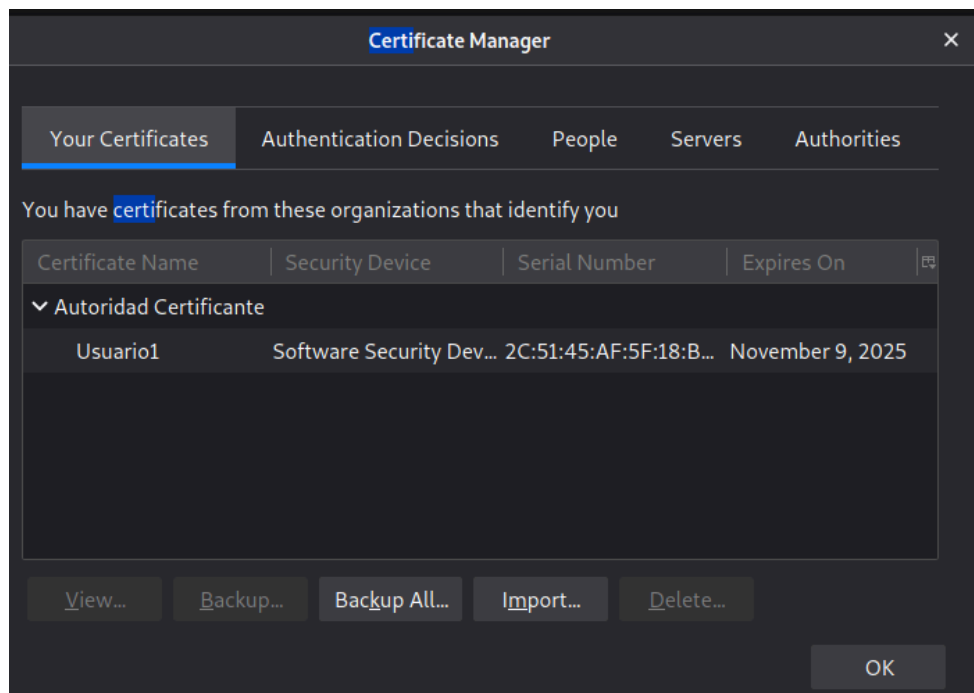 Certificate Manager
Your Certificates Authentication Decisions People Servers Authorities
You have certificates from these organizations that identify you
Certificate Name Security Device Serial Number Expires On
Autoridad Certificante
Usuario1 Software Security Dev... 2C:51:45:AF:5F:18:B... November 9, 2025
View... Backup... Backup All... Import... Delete...
OK